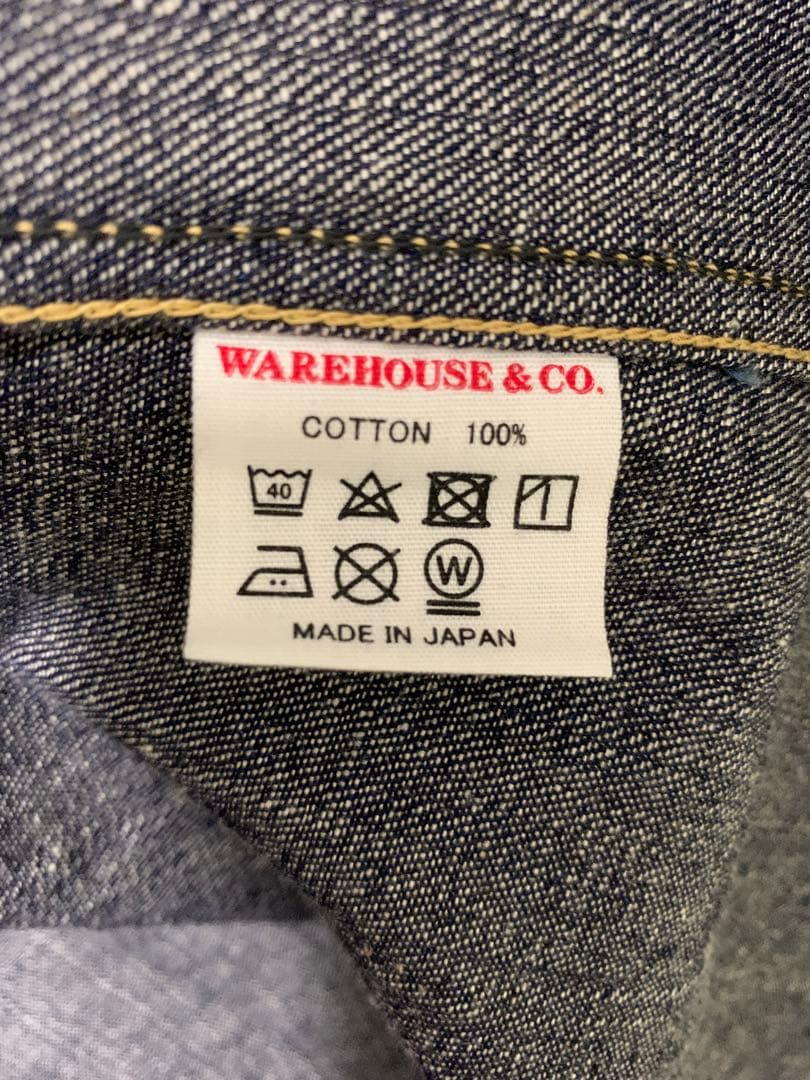 WAREHOUSE & CO.
COTTON 100%
40
W
MADE IN JAPAN